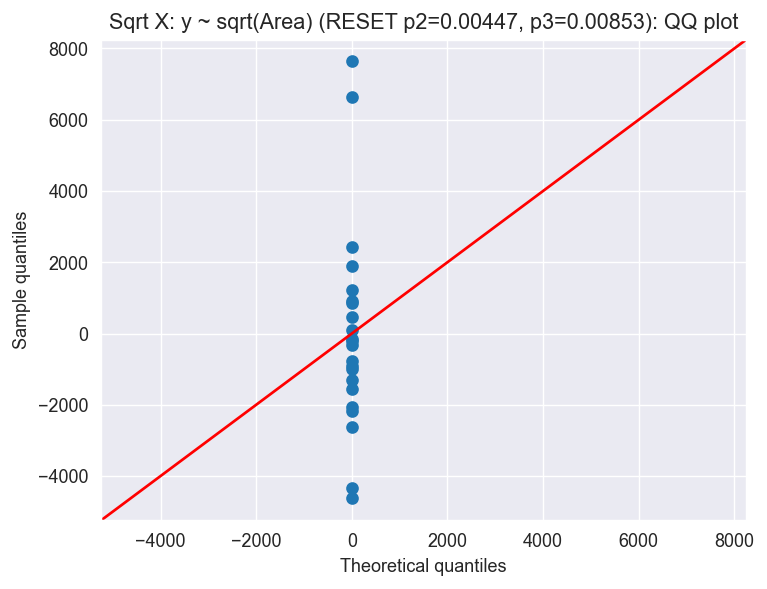 Sqrt X: y ~ sqrt(Area) (RESET p2=0.00447, p3=0.00853): QQ plot
8000
6000
4000
2000
0
−2000
−4000
Sample quantiles
−4000 −2000 0 2000 4000 6000 8000
Theoretical quantiles